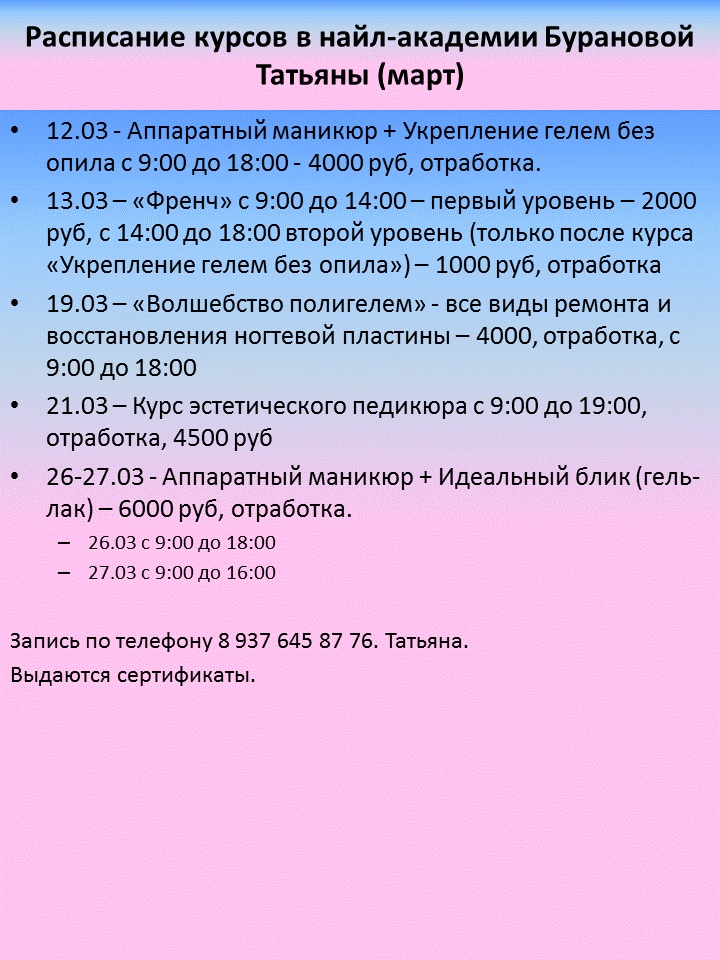 Расписание курсов в найл-академии Бурановой
Татьяны (март)
• 12.03 - Аппаратный маникюр + Укрепление гелем без
опила с 9:00 до 18:00 - 4000 руб, отработка.
• 13.03 – «Френч» с 9:00 до 14:00 – первый уровень – 2000
руб, с 14:00 до 18:00 второй уровень (только после курса
«Укрепление гелем без опила») – 1000 руб, отработка
• 19.03 – «Волшебство полигелем» - все виды ремонта и
восстановления ногтевой пластины – 4000, отработка, с
9:00 до 18:00
• 21.03 – Курс эстетического педикюра с 9:00 до 19:00,
отработка, 4500 руб
• 26-27.03 - Аппаратный маникюр + Идеальный блик (гель-
лак) – 6000 руб, отработка.
– 26.03 с 9:00 до 18:00
– 27.03 с 9:00 до 16:00
Запись по телефону 8 937 645 87 76. Татьяна.
Выдаются сертификаты.